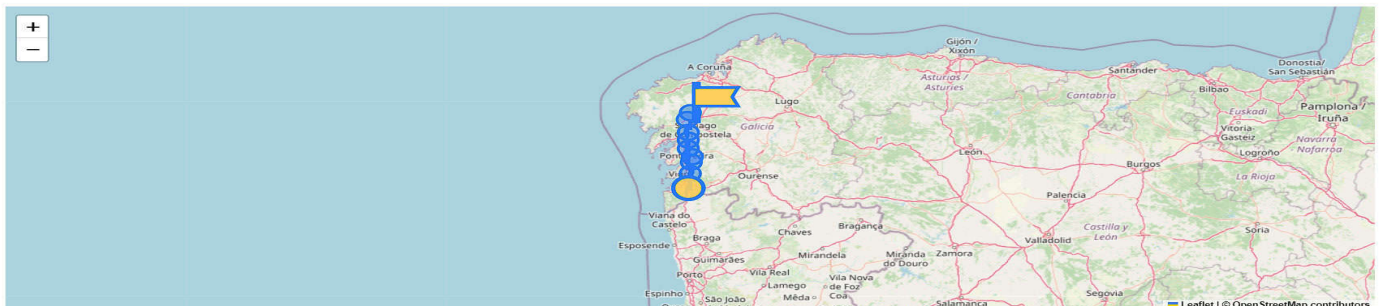 +
−
Gijón /
Xixón
A Coruña
Donostia/
San Sebastián
Santander
Asturias /
Asturies
Bilbao
Cantabria
Lugo
Pamplona /
Iruña
Euskadi
Galicia
Vitoria-
Gasteiz
Navarra
Nafarroa
León
Logroño
Burgos
Ourense
La Rioja
Palencia
Viana do
Castelo
Chaves
Bragança
Castilla y
León
Soria
Braga
Valladolid
Esposende
Mirandela
Miranda
do Douro
Zamora
Guimarães
Porto
Vila Real
Vila Nova
de Foz
Coa
Lamego
Espinho
São João
Mêda
Salamanca
Segovia
Leaflet | © OpenStreetMap contributors